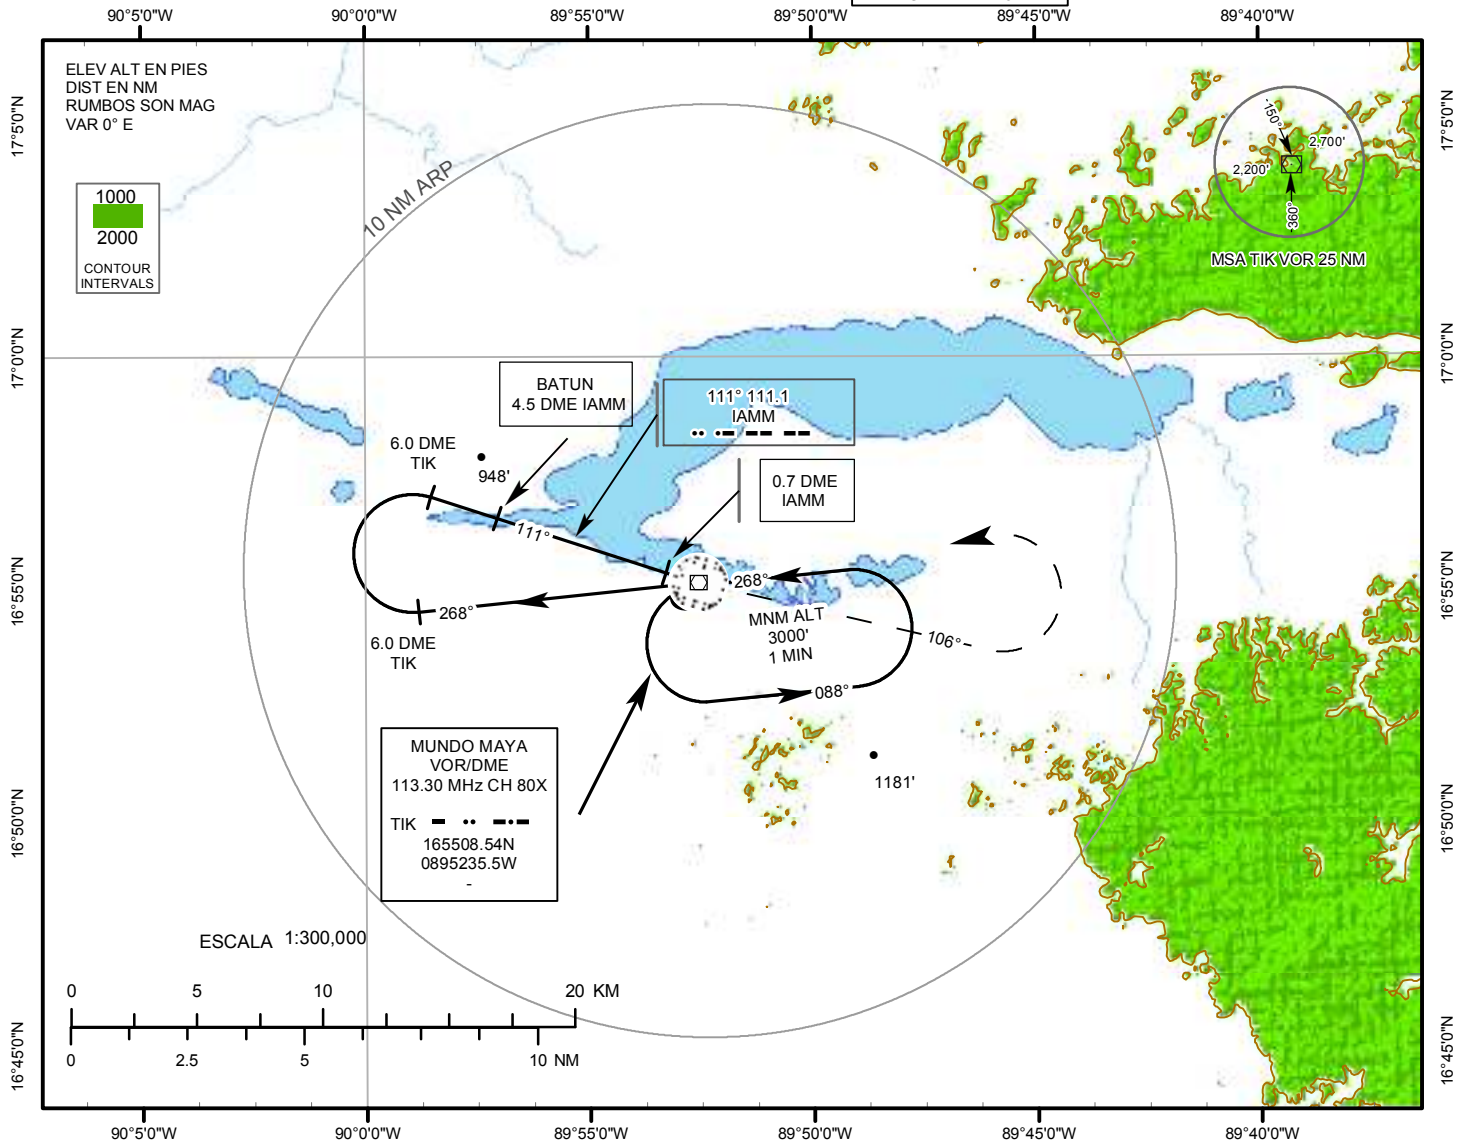 90°5'0"W
90°0'0"W
89°55'0"W
89°50'0"W
89°45'0"W
89°40'0"W
17°5'0"N
17°5'0"N
ELEV ALT EN PIES
DIST EN NM
RUMBOS SON MAG
VAR 0° E
1000
2000
CONTOUR
INTERVALS
10 NM ARP
150°
2,700'
2,200'
360°
MSA TIK VOR 25 NM
17°0'0"N
17°0'0"N
BATUN
4.5 DME IAMM
111° 111.1
IAMM
6.0 DME
TIK
948'
0.7 DME
IAMM
111°
16°55'0"N
16°55'0"N
268°
268°
6.0 DME
TIK
MNM ALT
3000'
1 MIN
106°
088°
MUNDO MAYA
VOR/DME
113.30 MHz CH 80X
TIK
165508.54N
0895235.5W
-
1181'
16°50'0"N
16°50'0"N
ESCALA 1:300,000
0 5 10 20 KM
0 2.5 5 10 NM
16°45'0"N
16°45'0"N
90°5'0"W
90°0'0"W
89°55'0"W
89°50'0"W
89°45'0"W
89°40'0"W